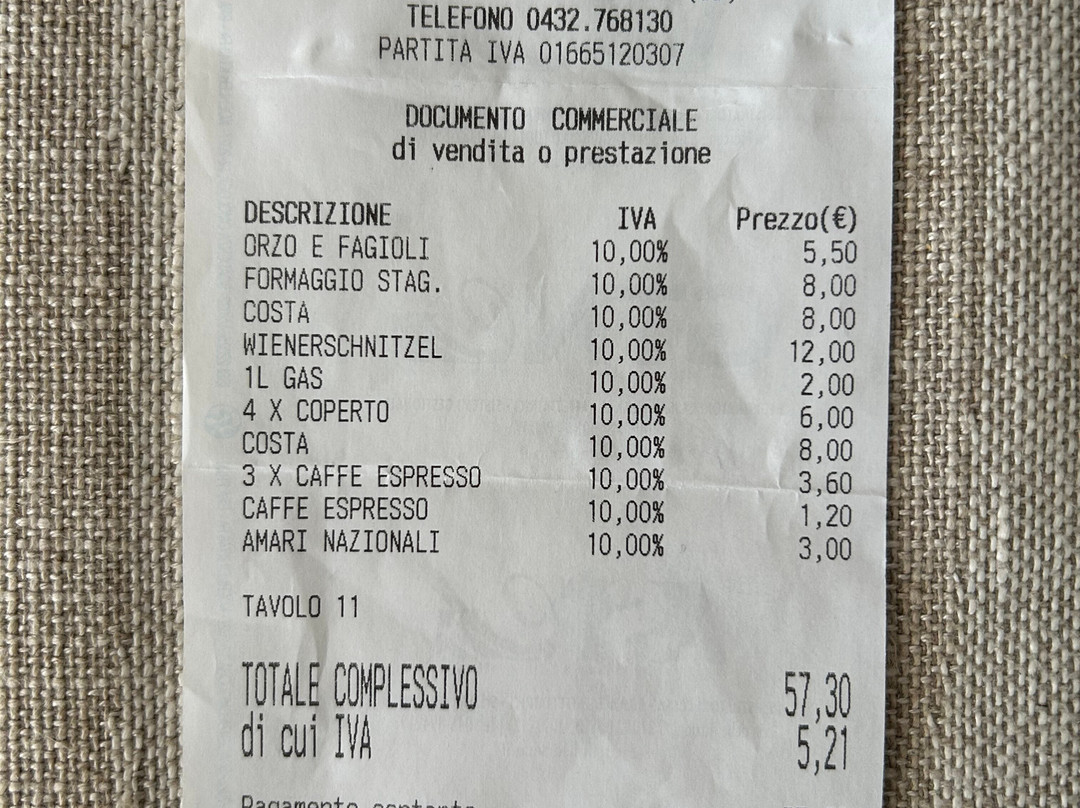 TELEFONO 0432.768130
PARTITA IVA 01665120307
DOCUMENTO COMMERCIALE
di vendita o prestazione
DESCRIZIONE IVA Prezzo(€)
ORZO E FAGIOLI 10,00% 5,50
FORMAGGIO STAG. 10,00% 8,00
COSTA 10,00% 8,00
WIENERSCHNITZEL 10,00% 12,00
1L GAS 10,00% 2,00
4 X COPERTO 10,00% 6,00
COSTA 10,00% 8,00
3 X CAFFE ESPRESSO 10,00% 3,60
CAFFE ESPRESSO 10,00% 1,20
AMARI NAZIONALI 10,00% 3,00
TAVOLO 11
TOTALE COMPLESSIVO 57,30
di cui IVA 5,21
Pagamento contante